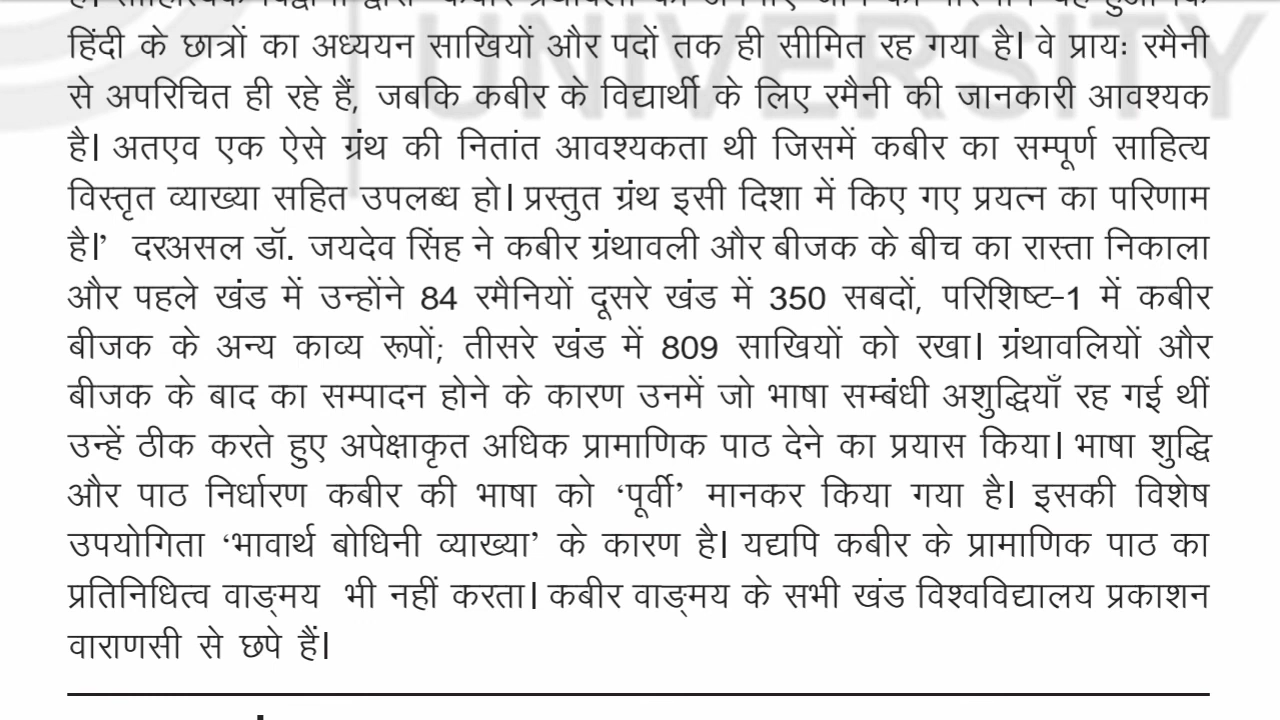 UNIVERSITY
हिंदी के छात्रों का अध्ययन साखियों और पदों तक ही सीमित रह गया है। वे प्रायः रमैनी
से अपरिचित ही रहे हैं, जबकि कबीर के विद्यार्थी के लिए रमैनी की जानकारी आवश्यक
है। अतएव एक ऐसे ग्रंथ की नितांत आवश्यकता थी जिसमें कबीर का सम्पूर्ण साहित्य
विस्तृत व्याख्या सहित उपलब्ध हो। प्रस्तुत ग्रंथ इसी दिशा में किए गए प्रयत्न का परिणाम
है।’ दरअसल डॉ. जयदेव सिंह ने कबीर ग्रंथावली और बीजक के बीच का रास्ता निकाला
और पहले खंड में उन्होंने 84 रमैनियों दूसरे खंड में 350 सबदों, परिशिष्ट-1 में कबीर
बीजक के अन्य काव्य रूपों; तीसरे खंड में 809 साखियों को रखा। ग्रंथावलियों और
बीजक के बाद का सम्पादन होने के कारण उनमें जो भाषा सम्बंधी अशुद्धियाँ रह गई थीं
उन्हें ठीक करते हुए अपेक्षाकृत अधिक प्रामाणिक पाठ देने का प्रयास किया। भाषा शुद्धि
और पाठ निर्धारण कबीर की भाषा को ‘पूर्वी’ मानकर किया गया है। इसकी विशेष
उपयोगिता ‘भावार्थ बोधिनी व्याख्या’ के कारण है। यद्यपि कबीर के प्रामाणिक पाठ का
प्रतिनिधित्व वाङ्मय भी नहीं करता। कबीर वाङ्मय के सभी खंड विश्वविद्यालय प्रकाशन
वाराणसी से छपे हैं।